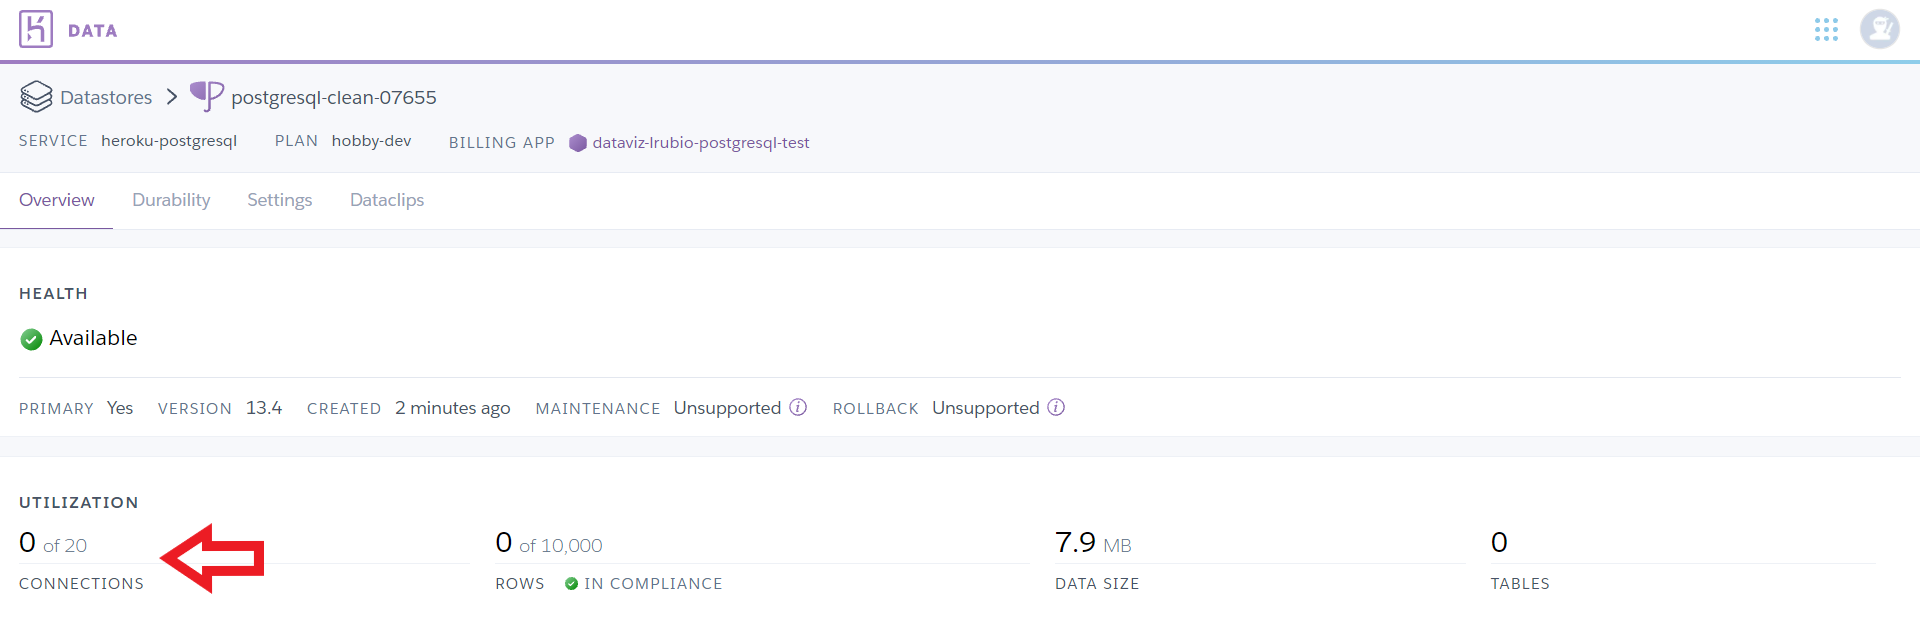 DATA
Datastores postgresql-clean-07655
SERVICE heroku-postgresql PLAN hobby-dev BILLING APP dataviz-lrubio-postgresql-test
Overview Durability Settings Dataclips
HEALTH
Available
PRIMARY Yes VERSION 13.4 CREATED 2 minutes ago MAINTENANCE Unsupported ROLLBACK Unsupported
UTILIZATION
0 of 20 0 of 10,000 7.9 MB 0
CONNECTIONS ROWS IN COMPLIANCE DATA SIZE TABLES